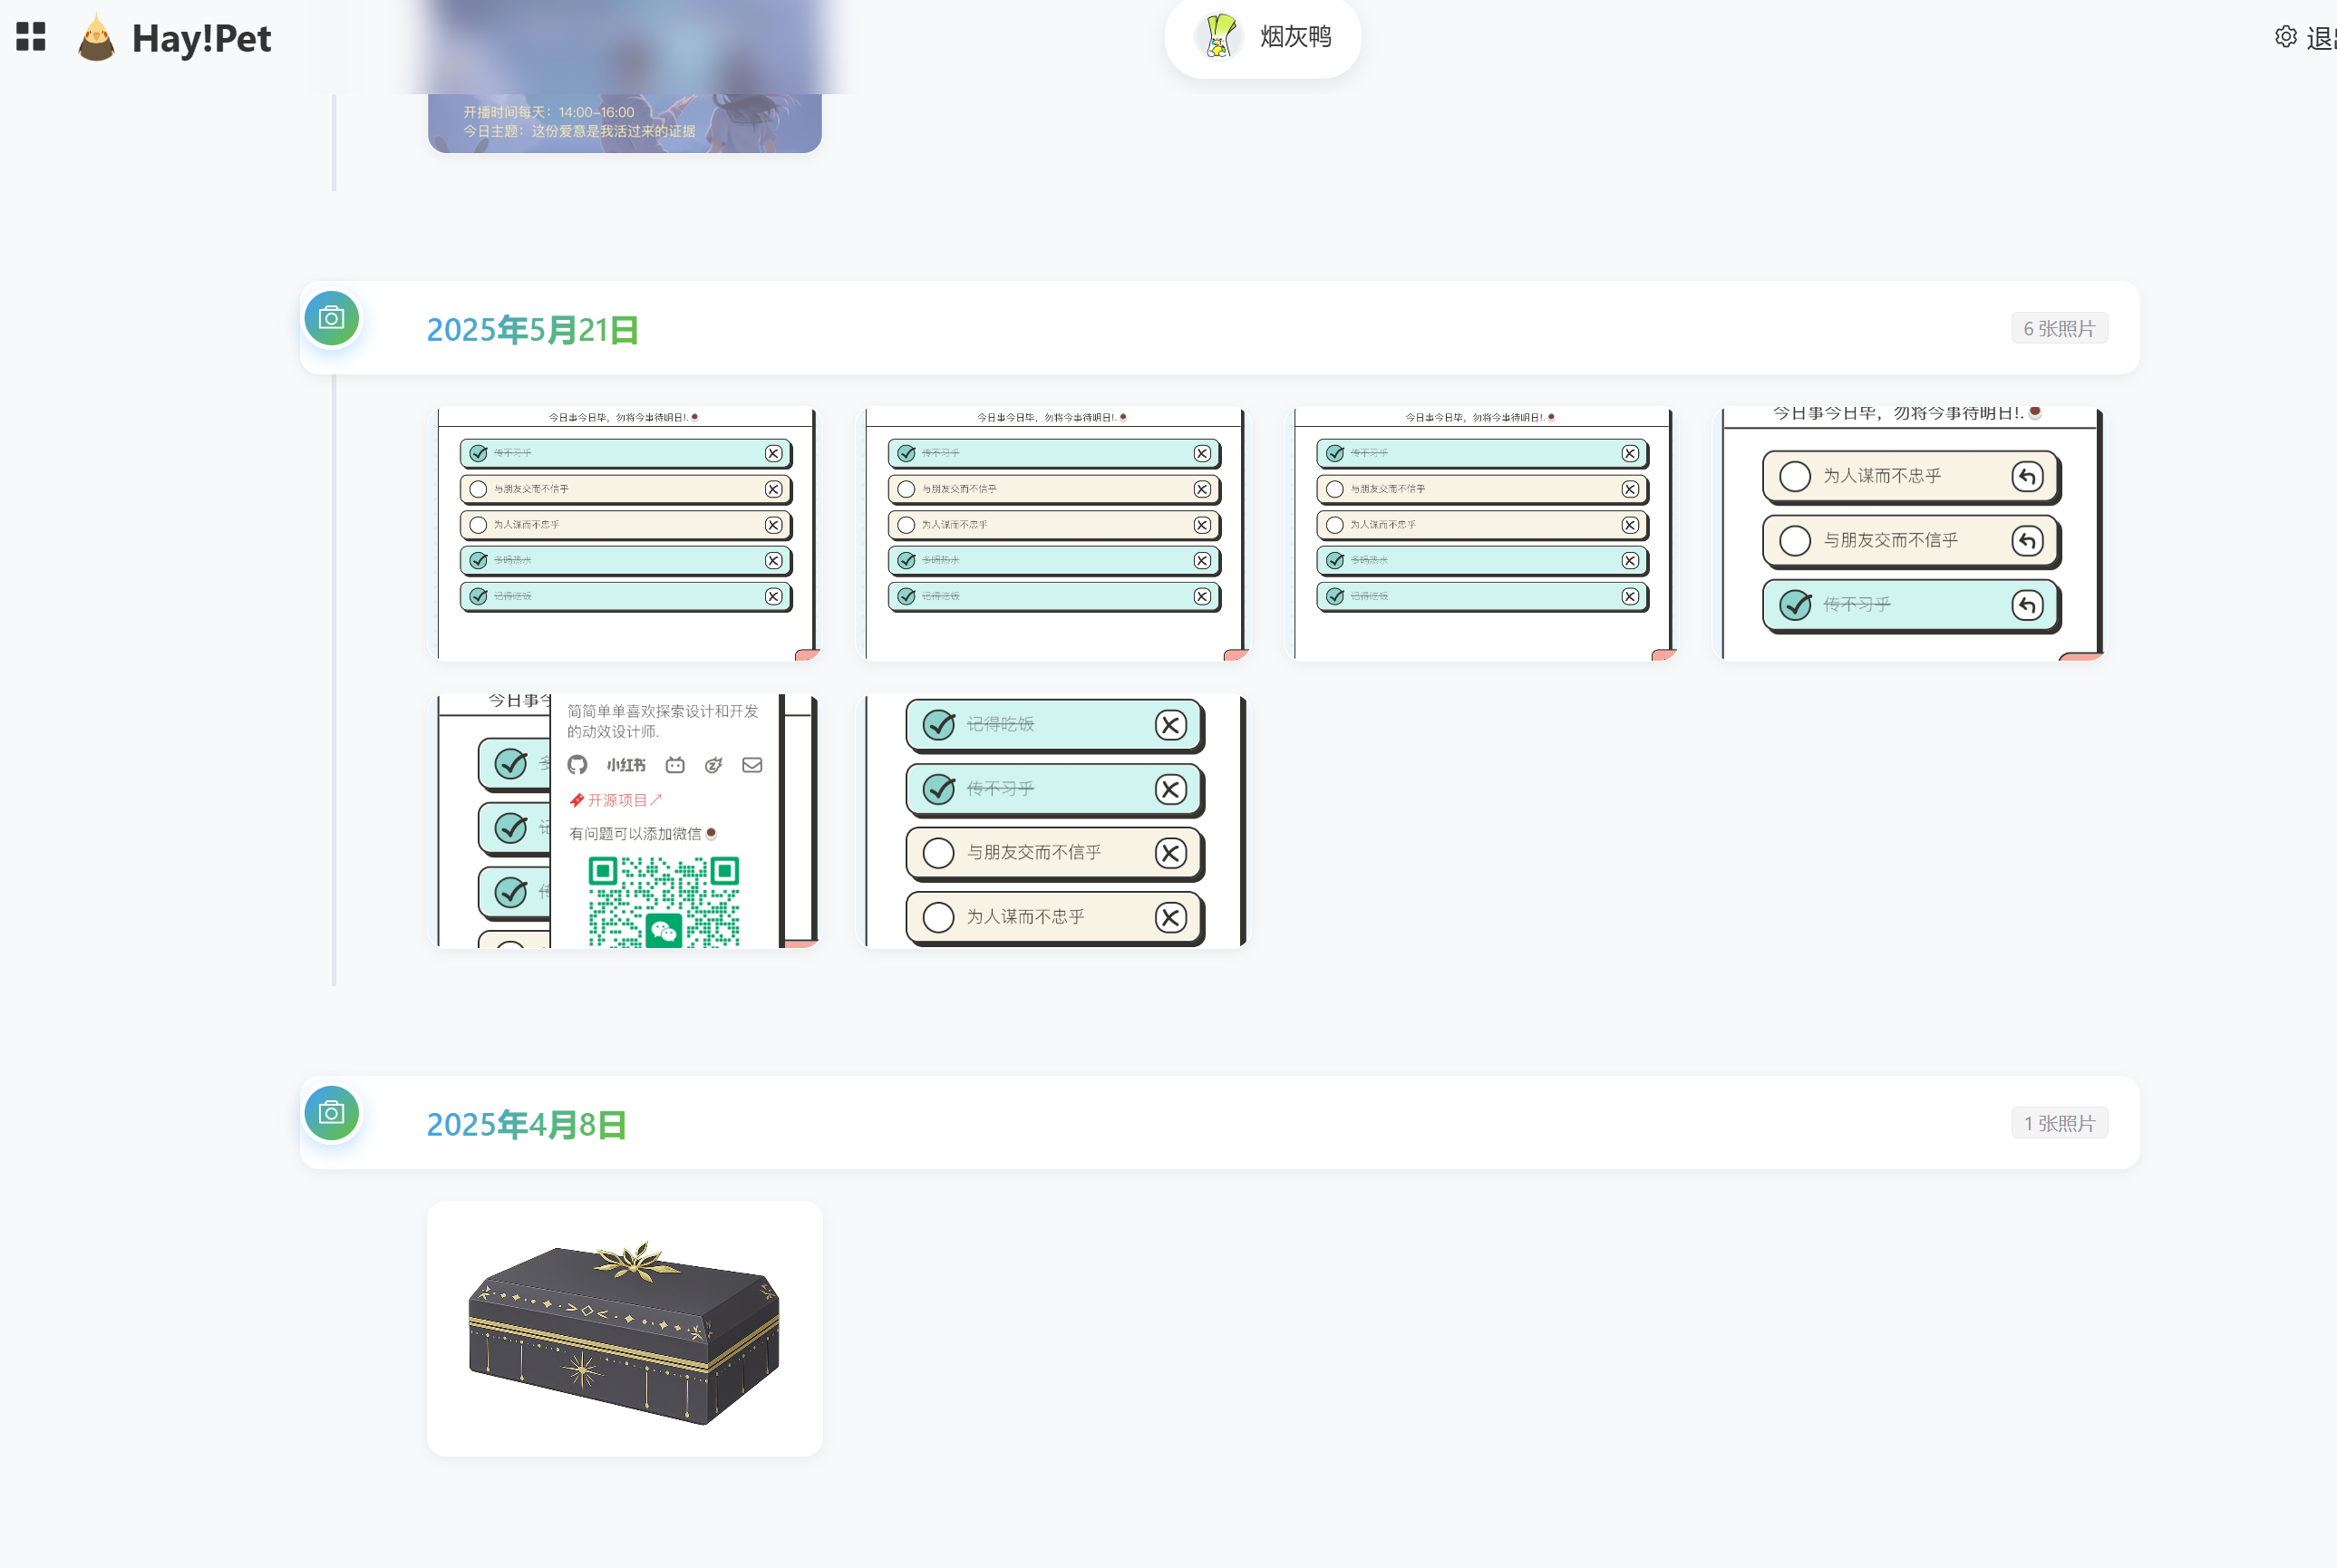 Hay!Pet
烟灰鸭
开播时间每天：14:00-16:00
今日主题：这份爱意是我活过来的证据
2025年5月21日
6 张照片
今日事今日毕，勿将今事待明日!.
传不习乎
与朋友交而不信乎
为人谋而不忠乎
多喝热水
记得吃饭
今日事今日毕，勿将今事待明日!.
传不习乎
与朋友交而不信乎
为人谋而不忠乎
多喝热水
记得吃饭
今日事今日毕，勿将今事待明日!.
传不习乎
与朋友交而不信乎
为人谋而不忠乎
多喝热水
记得吃饭
今日事今日毕，勿将今事待明日!.
为人谋而不忠乎
与朋友交而不信乎
传不习乎
今日事
简简单单喜欢探索设计和开发
的动效设计师.
小红书
开源项目↗
有问题可以添加微信
记得吃饭
传不习乎
与朋友交而不信乎
为人谋而不忠乎
2025年4月8日
1 张照片